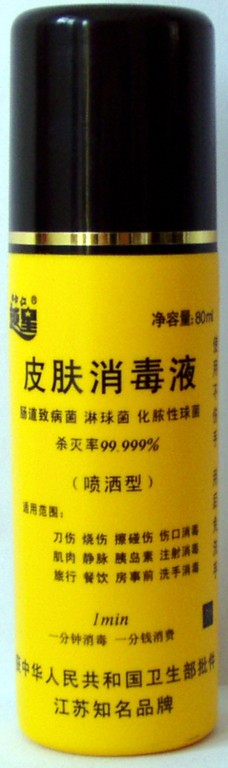 净容量:80ml
皮肤消毒液
肠道致病菌 淋球菌 化脓性球菌
杀灭率99.999%
（喷洒型）
适用范围：
刀伤 烧伤 擦碰伤 伤口消毒
肌肉 静脉 胰岛素 注射消毒
旅行 餐饮 房事前 洗手消毒
1min
一分钟消毒 一分钱消费
中华人民共和国卫生部批件
江苏知名品牌